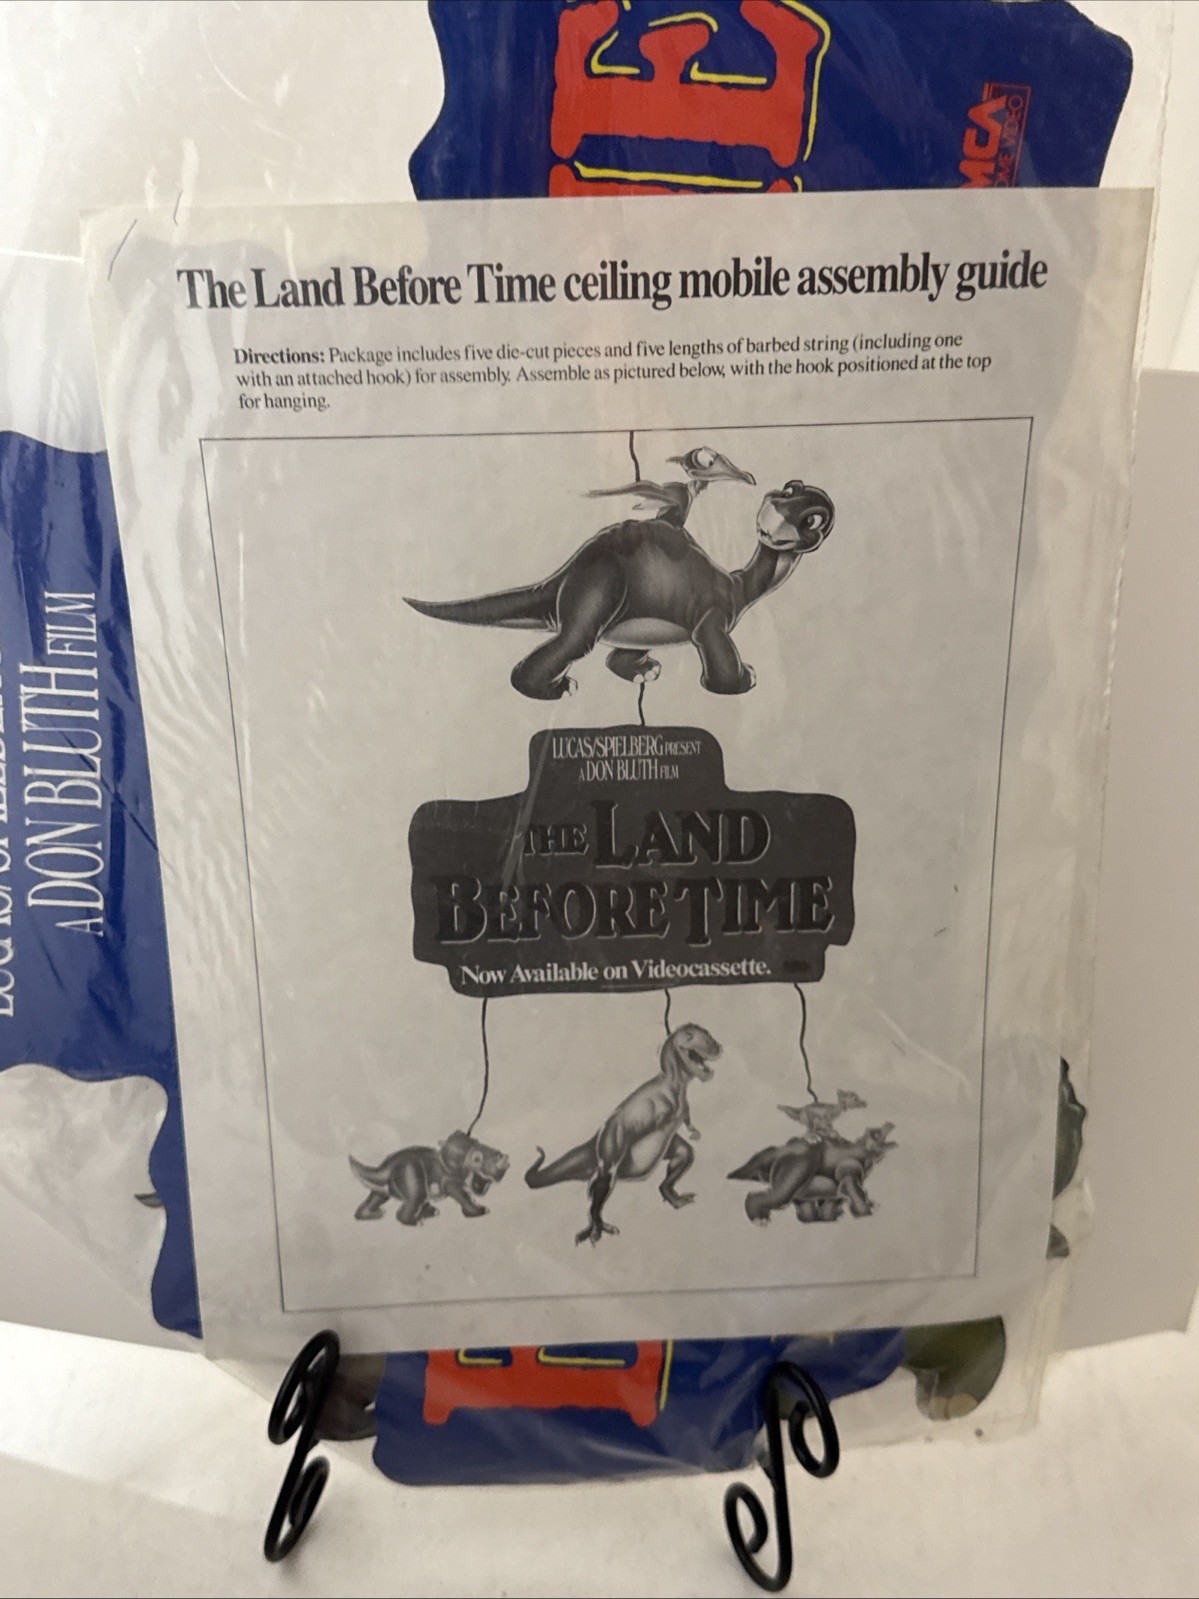 The Land Before Time ceiling mobile assembly guide
Directions: Package includes five die-cut pieces and five lengths of barbed string (including one
with an attached hook) for assembly. Assemble as pictured below, with the hook positioned at the top
for hanging.
LUCAS/SPIELBERG PRESENT
A DON BLUTH FILM
THE LAND
BEFORE TIME
Now Available on Videocassette.
A DON BLUTH FILM
MCA
HOME VIDEO